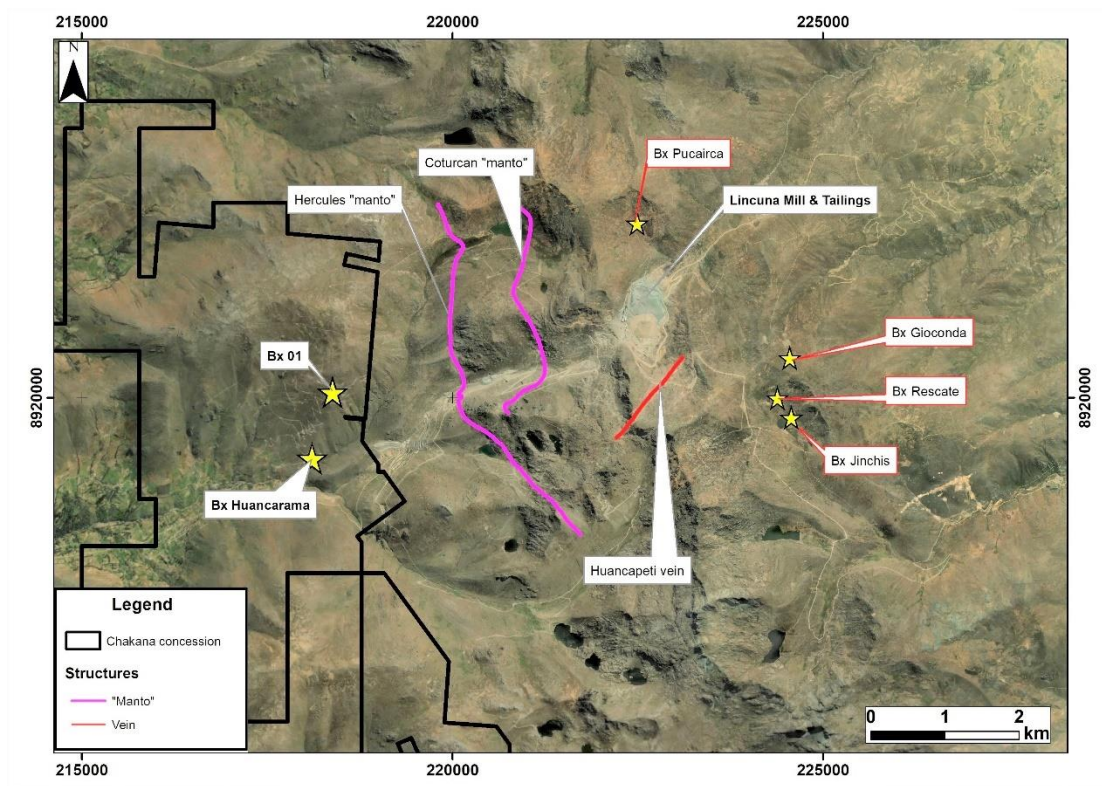 215000
220000
225000
N
Bx Pucairca
Coturcan "manto"
Hercules "manto"
Lincuna Mill & Tailings
Bx Gioconda
Bx 01
8920000
8920000
Bx Rescate
Bx Jinchis
Bx Huancarama
Huancapeti vein
Legend
Chakana concession
Structures
"Manto"
Vein
0 1 2
km
215000
220000
225000